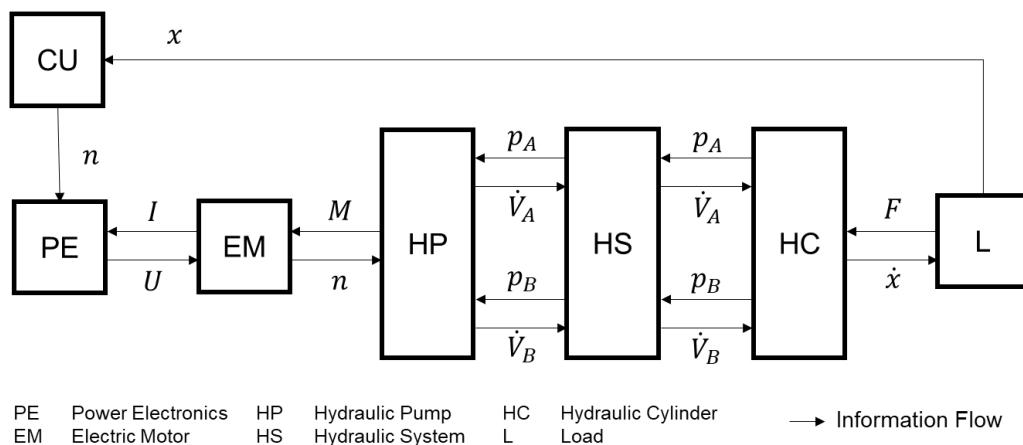 x
CU
n
p_A p_A
V̇_A V̇_A
I M F
PE EM HP HS HC L
U n ẋ
p_B p_B
V̇_B V̇_B
PE Power Electronics HP Hydraulic Pump HC Hydraulic Cylinder
EM Electric Motor HS Hydraulic System L Load
Information Flow